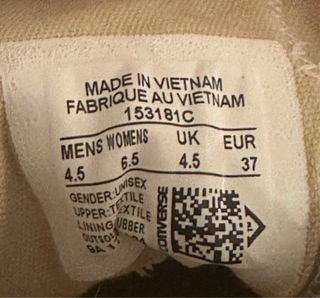 MADE IN VIETNAM
FABRIQUE AU VIETNAM
153181C
MENS WOMENS UK EUR
4.5 6.5 4.5 37
GENDER:UNISEX
UPPER:TEXTILE
LINING
CONVERSE